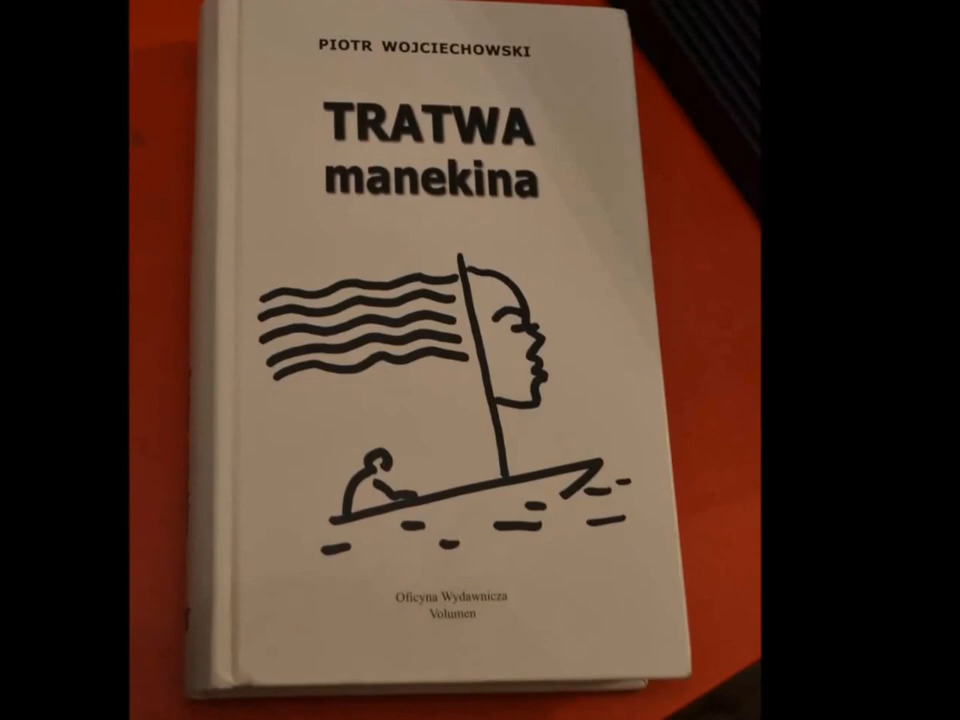 PIOTR WOJCIECHOWSKI
TRATWA
manekina
Oficyna Wydawnicza
Volumen